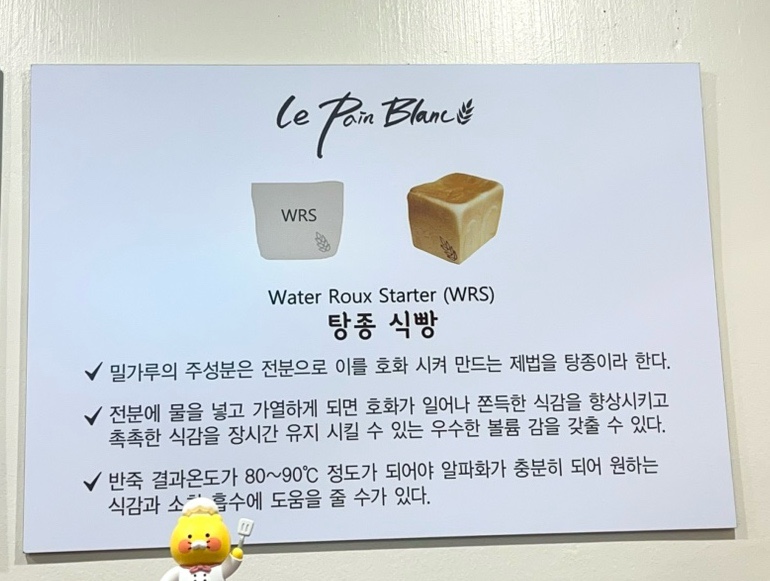 Le Pain Blanc
WRS
Water Roux Starter (WRS)
탕종 식빵
✓ 밀가루의 주성분은 전분으로 이를 호화 시켜 만드는 제법을 탕종이라 한다.
✓ 전분에 물을 넣고 가열하게 되면 호화가 일어나 쫀득한 식감을 향상시키고
촉촉한 식감을 장시간 유지 시킬 수 있는 우수한 볼륨 감을 갖출 수 있다.
✓ 반죽 결과온도가 80~90℃ 정도가 되어야 알파화가 충분히 되어 원하는
식감과 흡수에 도움을 줄 수가 있다.